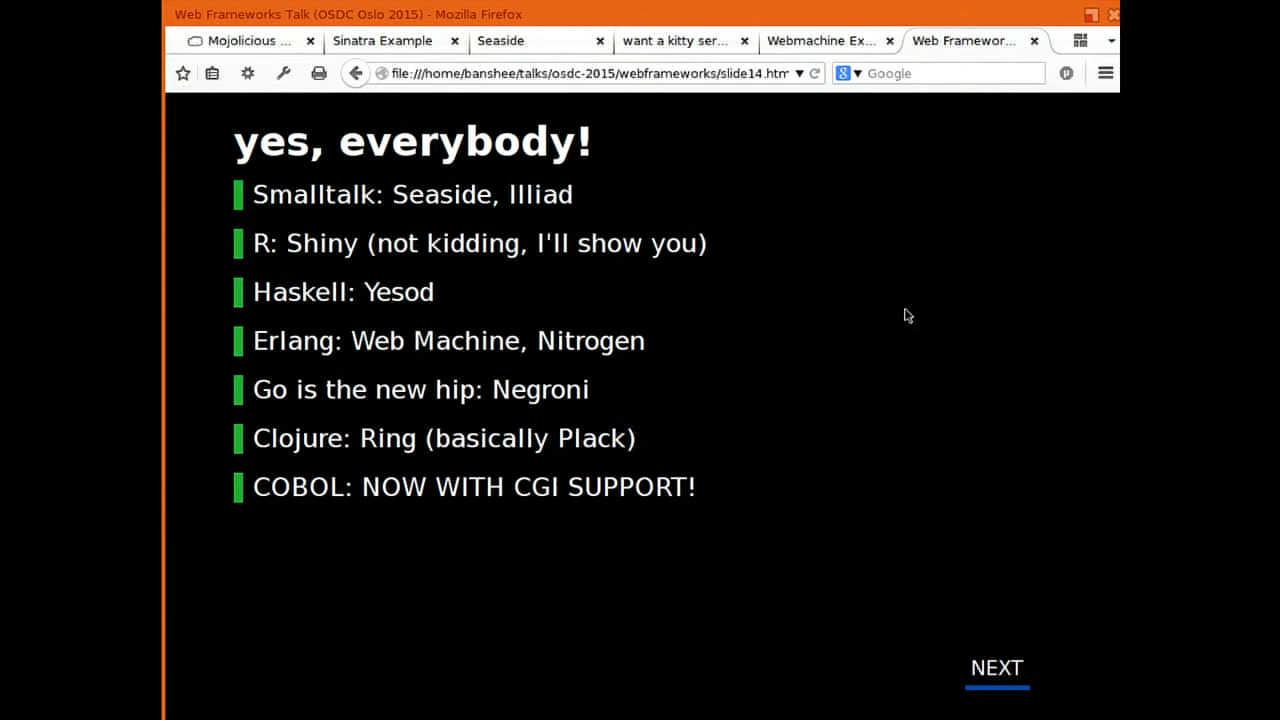 Web Frameworks Talk (OSDC Oslo 2015) - Mozilla Firefox
Mojolicious ...
Sinatra Example
Seaside
want a kitty ser...
Webmachine Ex...
Web Framewor...
file:///home/banshee/talks/osdc-2015/webframeworks/slide14.htm
Google
yes, everybody!
Smalltalk: Seaside, Illiad
R: Shiny (not kidding, I'll show you)
Haskell: Yesod
Erlang: Web Machine, Nitrogen
Go is the new hip: Negroni
Clojure: Ring (basically Plack)
COBOL: NOW WITH CGI SUPPORT!
NEXT